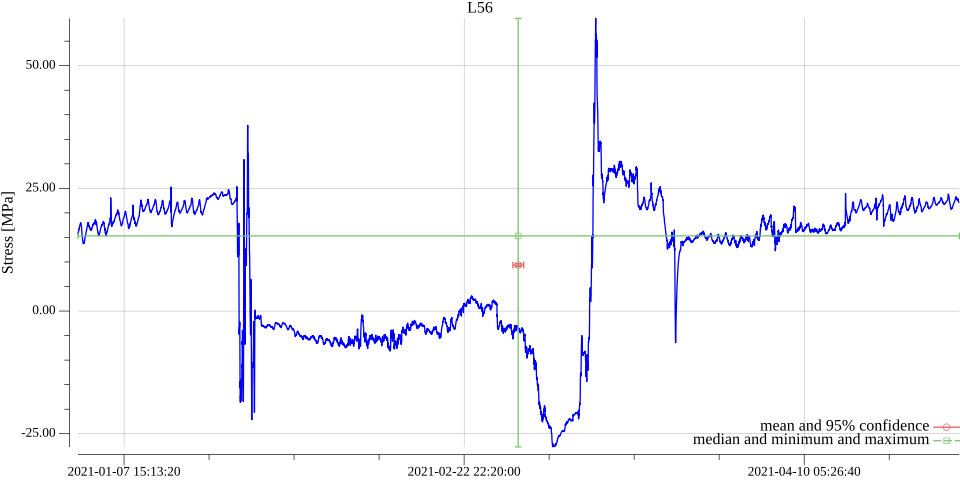 L56
50.00
25.00
0.00
-25.00
Stress [MPa]
mean and 95% confidence
median and minimum and maximum
2021-01-07 15:13:20
2021-02-22 22:20:00
2021-04-10 05:26:40